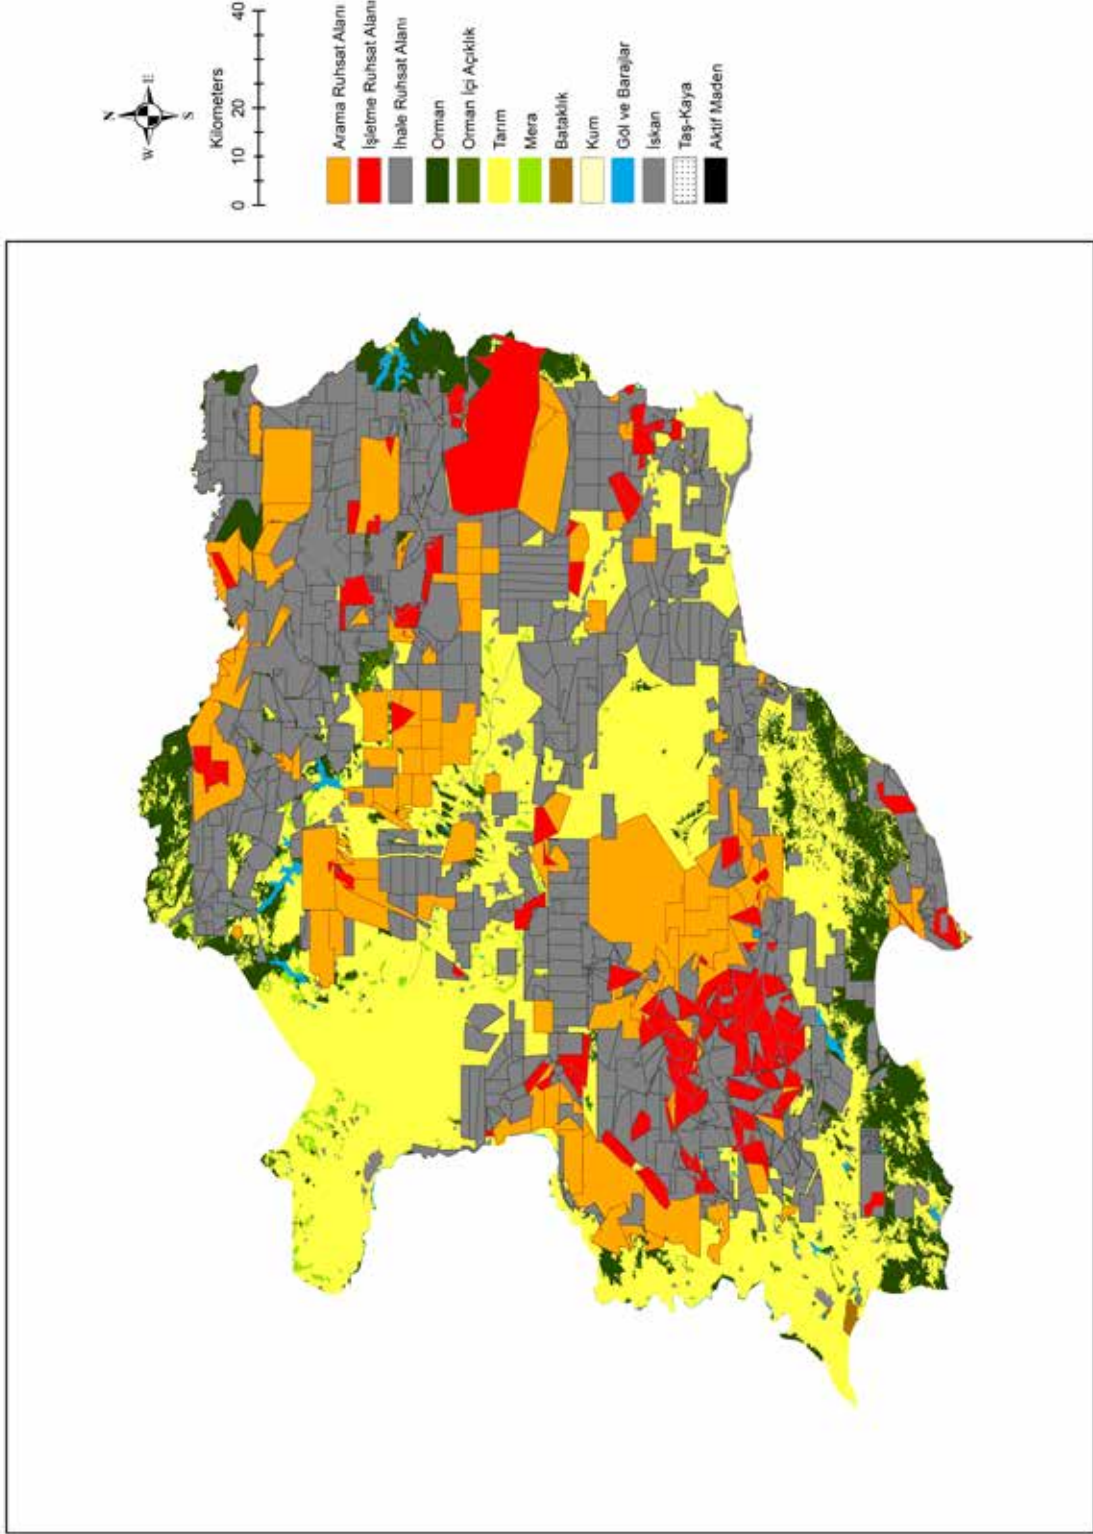 N
W
E
S
Kilometers
0
10
20
40
Arama Ruhsat Alanı
İşletme Ruhsat Alanı
İhale Ruhsat Alanı
Orman
Orman İçi Açıklık
Tarım
Mera
Bataklık
Kum
Göl ve Barajlar
İskan
Taş-Kaya
Aktif Maden